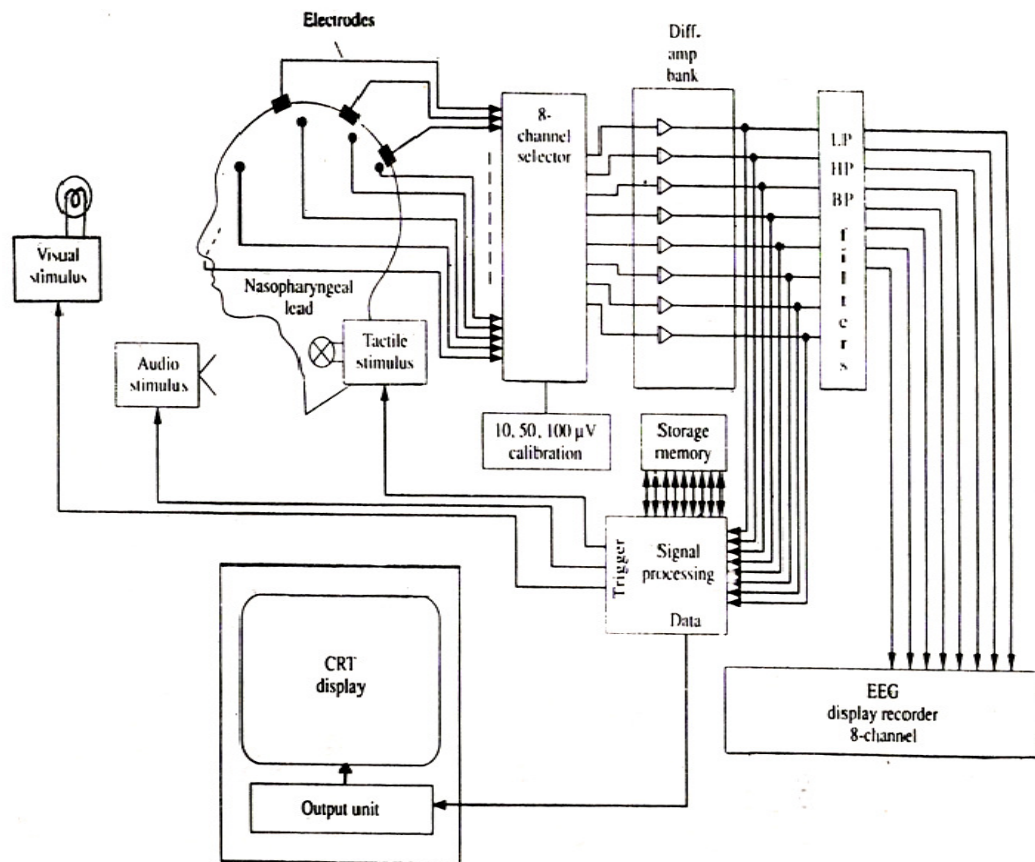 Electrodes
Diff-
amp
bank
8-
channel
selector
LP
HP
BP
filters
Visual
stimulus
Nasopharyngeal
lead
Tactile
stimulus
Audio
stimulus
10, 50, 100 µV
calibration
Storage
memory
Trigger
Signal
processing
Data
CRT
display
Output unit
EEG
display recorder
8-channel